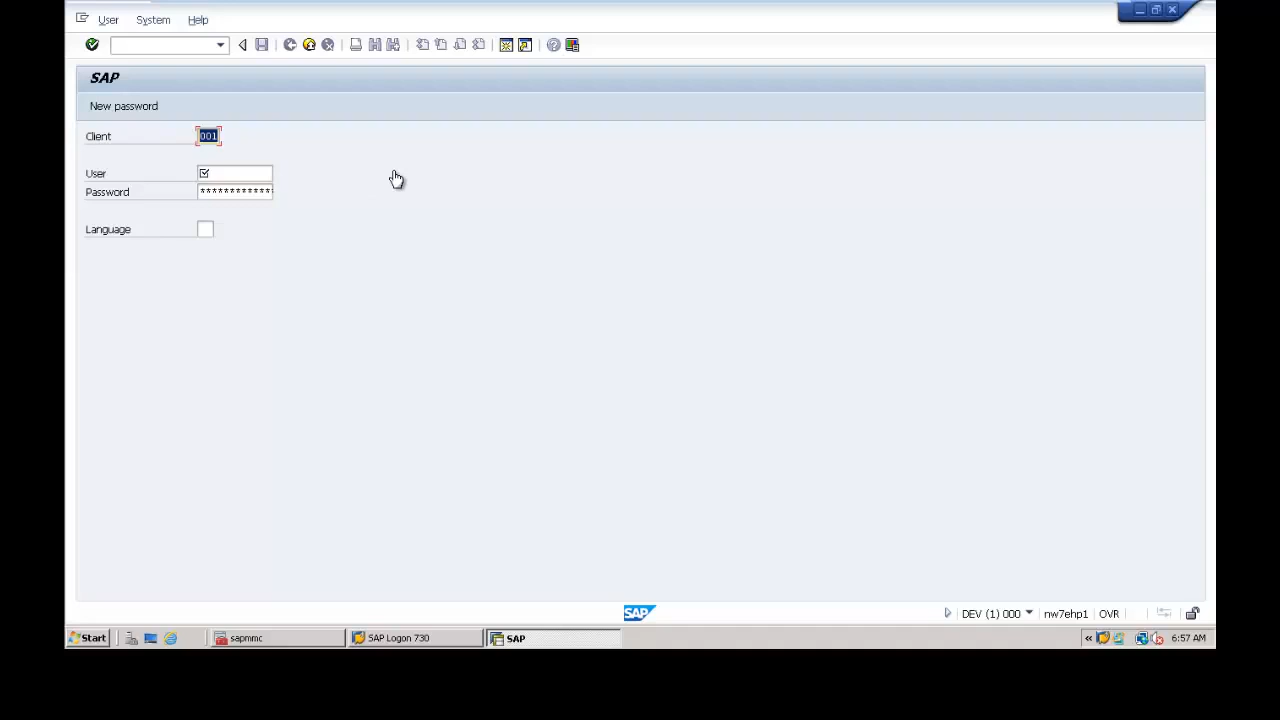 User System Help
SAP
New password
Client 001
User
Password ************
Language
SAP
DEV (1) 000 nw7ehp1 OVR
Start sapmmc SAP Logon 730 SAP « 6:57 AM